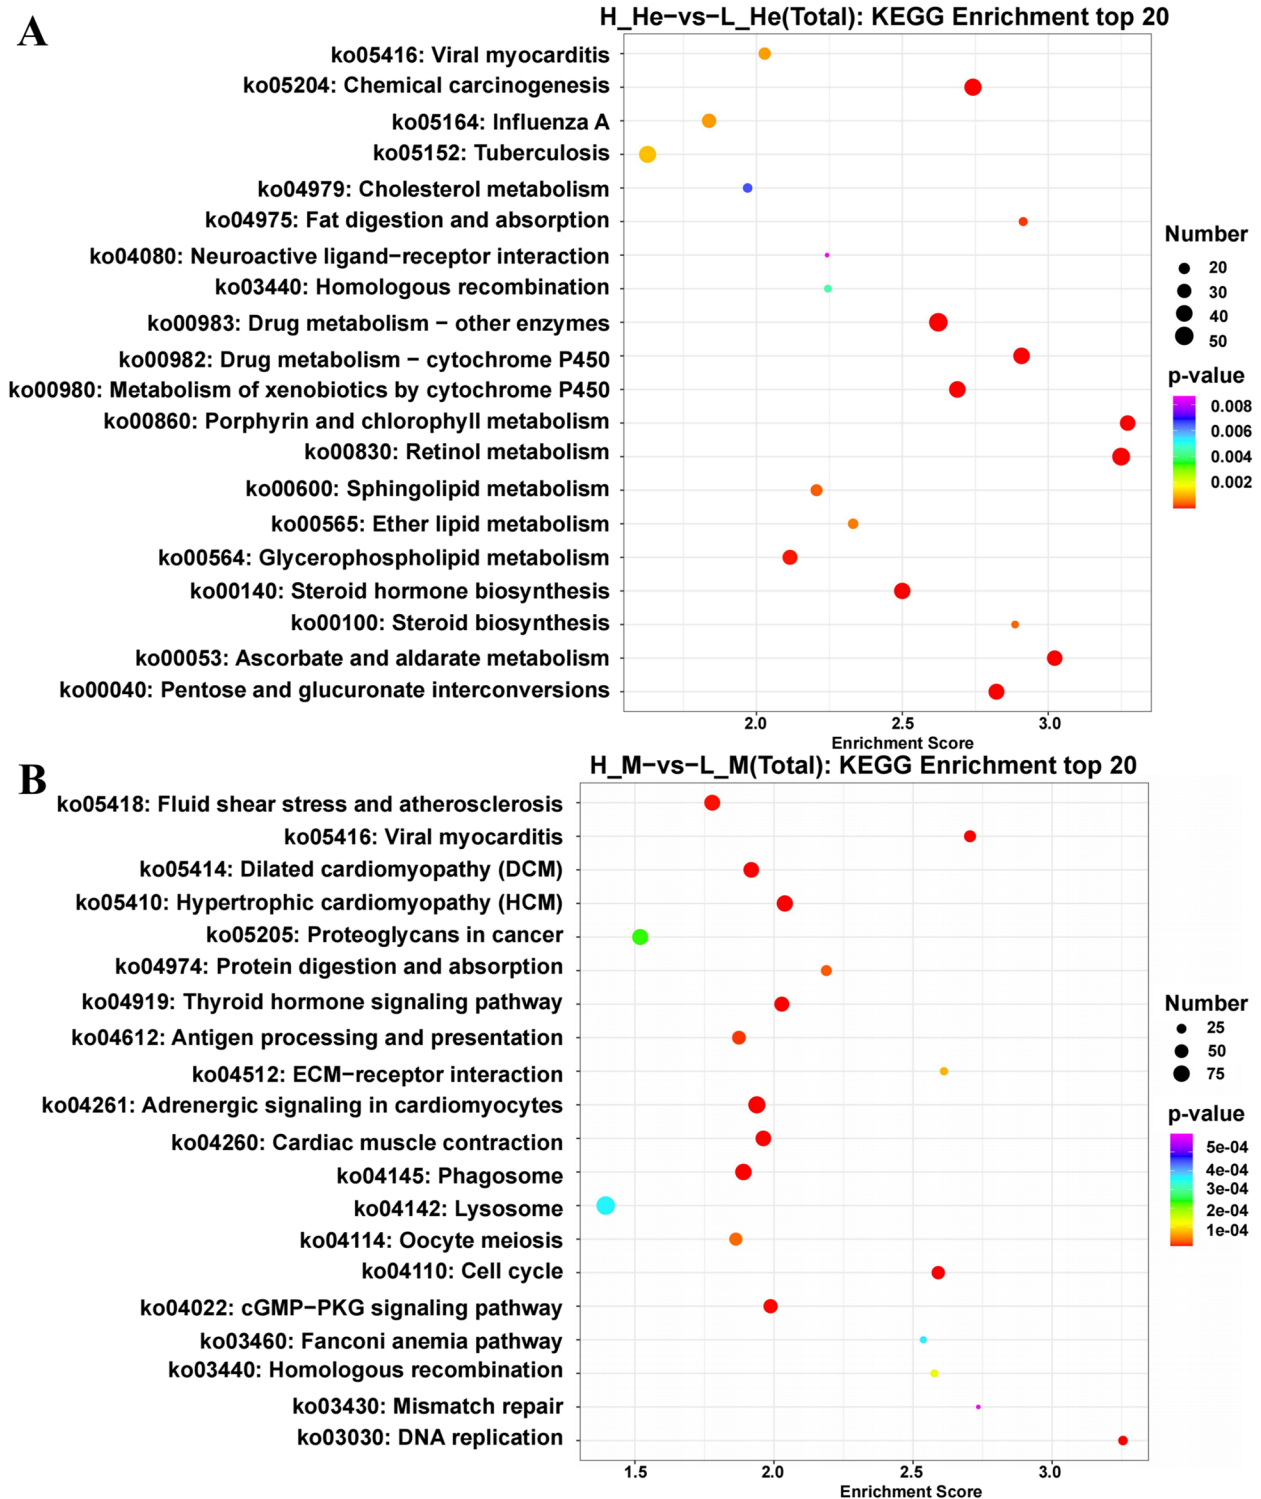 A
H_He−vs−L_He(Total): KEGG Enrichment top 20
ko05416: Viral myocarditis
ko05204: Chemical carcinogenesis
ko05164: Influenza A
ko05152: Tuberculosis
ko04979: Cholesterol metabolism
ko04975: Fat digestion and absorption
ko04080: Neuroactive ligand−receptor interaction
ko03440: Homologous recombination
ko00983: Drug metabolism − other enzymes
ko00982: Drug metabolism − cytochrome P450
ko00980: Metabolism of xenobiotics by cytochrome P450
ko00860: Porphyrin and chlorophyll metabolism
ko00830: Retinol metabolism
ko00600: Sphingolipid metabolism
ko00565: Ether lipid metabolism
ko00564: Glycerophospholipid metabolism
ko00140: Steroid hormone biosynthesis
ko00100: Steroid biosynthesis
ko00053: Ascorbate and aldarate metabolism
ko00040: Pentose and glucuronate interconversions
2.0 2.5 3.0
Enrichment Score
Number
20
30
40
50
p-value
0.008
0.006
0.004
0.002
B
H_M−vs−L_M(Total): KEGG Enrichment top 20
ko05418: Fluid shear stress and atherosclerosis
ko05416: Viral myocarditis
ko05414: Dilated cardiomyopathy (DCM)
ko05410: Hypertrophic cardiomyopathy (HCM)
ko05205: Proteoglycans in cancer
ko04974: Protein digestion and absorption
ko04919: Thyroid hormone signaling pathway
ko04612: Antigen processing and presentation
ko04512: ECM−receptor interaction
ko04261: Adrenergic signaling in cardiomyocytes
ko04260: Cardiac muscle contraction
ko04145: Phagosome
ko04142: Lysosome
ko04114: Oocyte meiosis
ko04110: Cell cycle
ko04022: cGMP−PKG signaling pathway
ko03460: Fanconi anemia pathway
ko03440: Homologous recombination
ko03430: Mismatch repair
ko03030: DNA replication
1.5 2.0 2.5 3.0
Enrichment Score
Number
25
50
75
p-value
5e-04
4e-04
3e-04
2e-04
1e-04